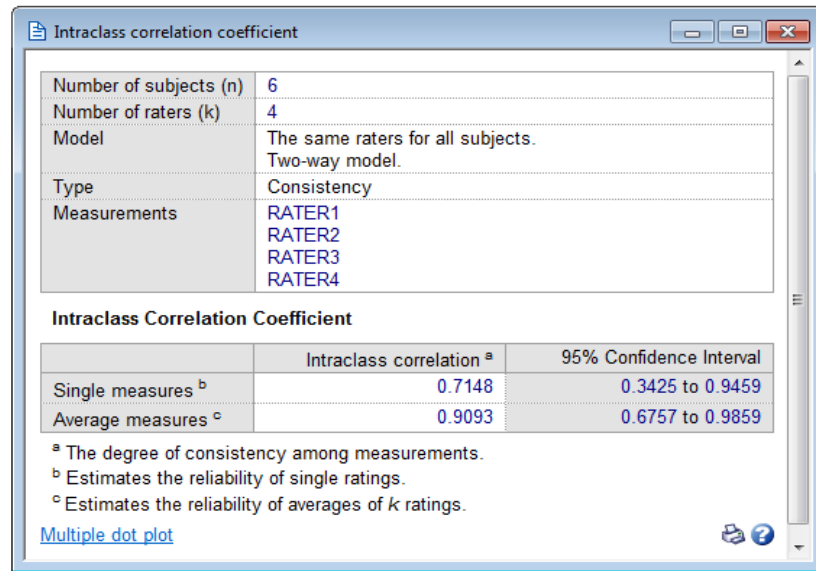 Intraclass correlation coefficient
Number of subjects (n) 6
Number of raters (k) 4
Model The same raters for all subjects.
Two-way model.
Type Consistency
Measurements RATER1
RATER2
RATER3
RATER4
Intraclass Correlation Coefficient
Intraclass correlation a 95% Confidence Interval
Single measures b 0.7148 0.3425 to 0.9459
Average measures c 0.9093 0.6757 to 0.9859
a The degree of consistency among measurements.
b Estimates the reliability of single ratings.
c Estimates the reliability of averages of k ratings.
Multiple dot plot